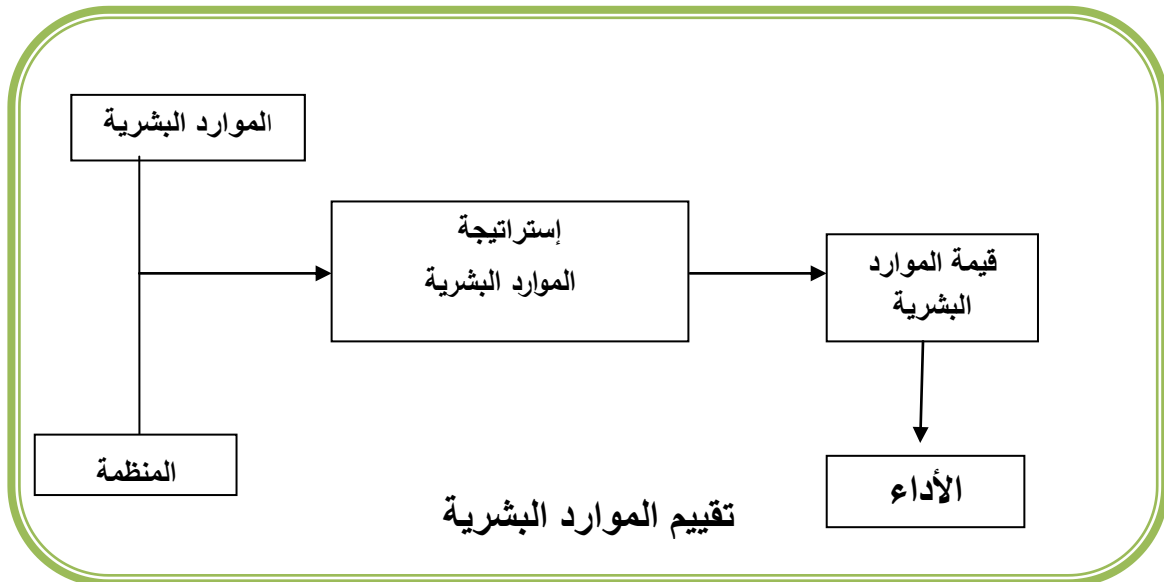 الموارد البشرية
إستراتيجة
الموارد البشرية
قيمة الموارد
البشرية
المنظمة
الأداء
تقييم الموارد البشرية